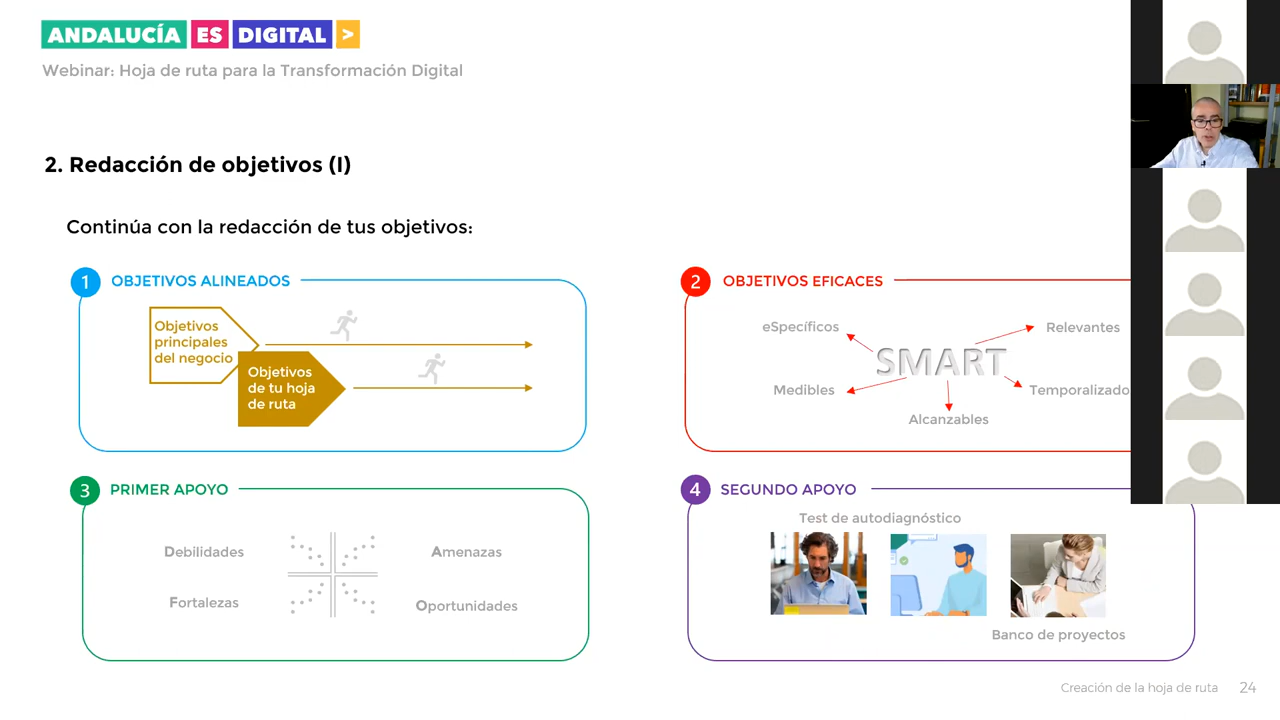 ANDALUCÍA ES DIGITAL >
Webinar: Hoja de ruta para la Transformación Digital
2. Redacción de objetivos (I)
Continúa con la redacción de tus objetivos:
1 OBJETIVOS ALINEADOS
Objetivos
principales
del negocio
Objetivos
de tu hoja
de ruta
2 OBJETIVOS EFICACES
eSpecíficos
Relevantes
SMART
Medibles
Temporalizado
Alcanzables
3 PRIMER APOYO
Debilidades
Amenazas
Fortalezas
Oportunidades
4 SEGUNDO APOYO
Test de autodiagnóstico
Banco de proyectos
Creación de la hoja de ruta 24